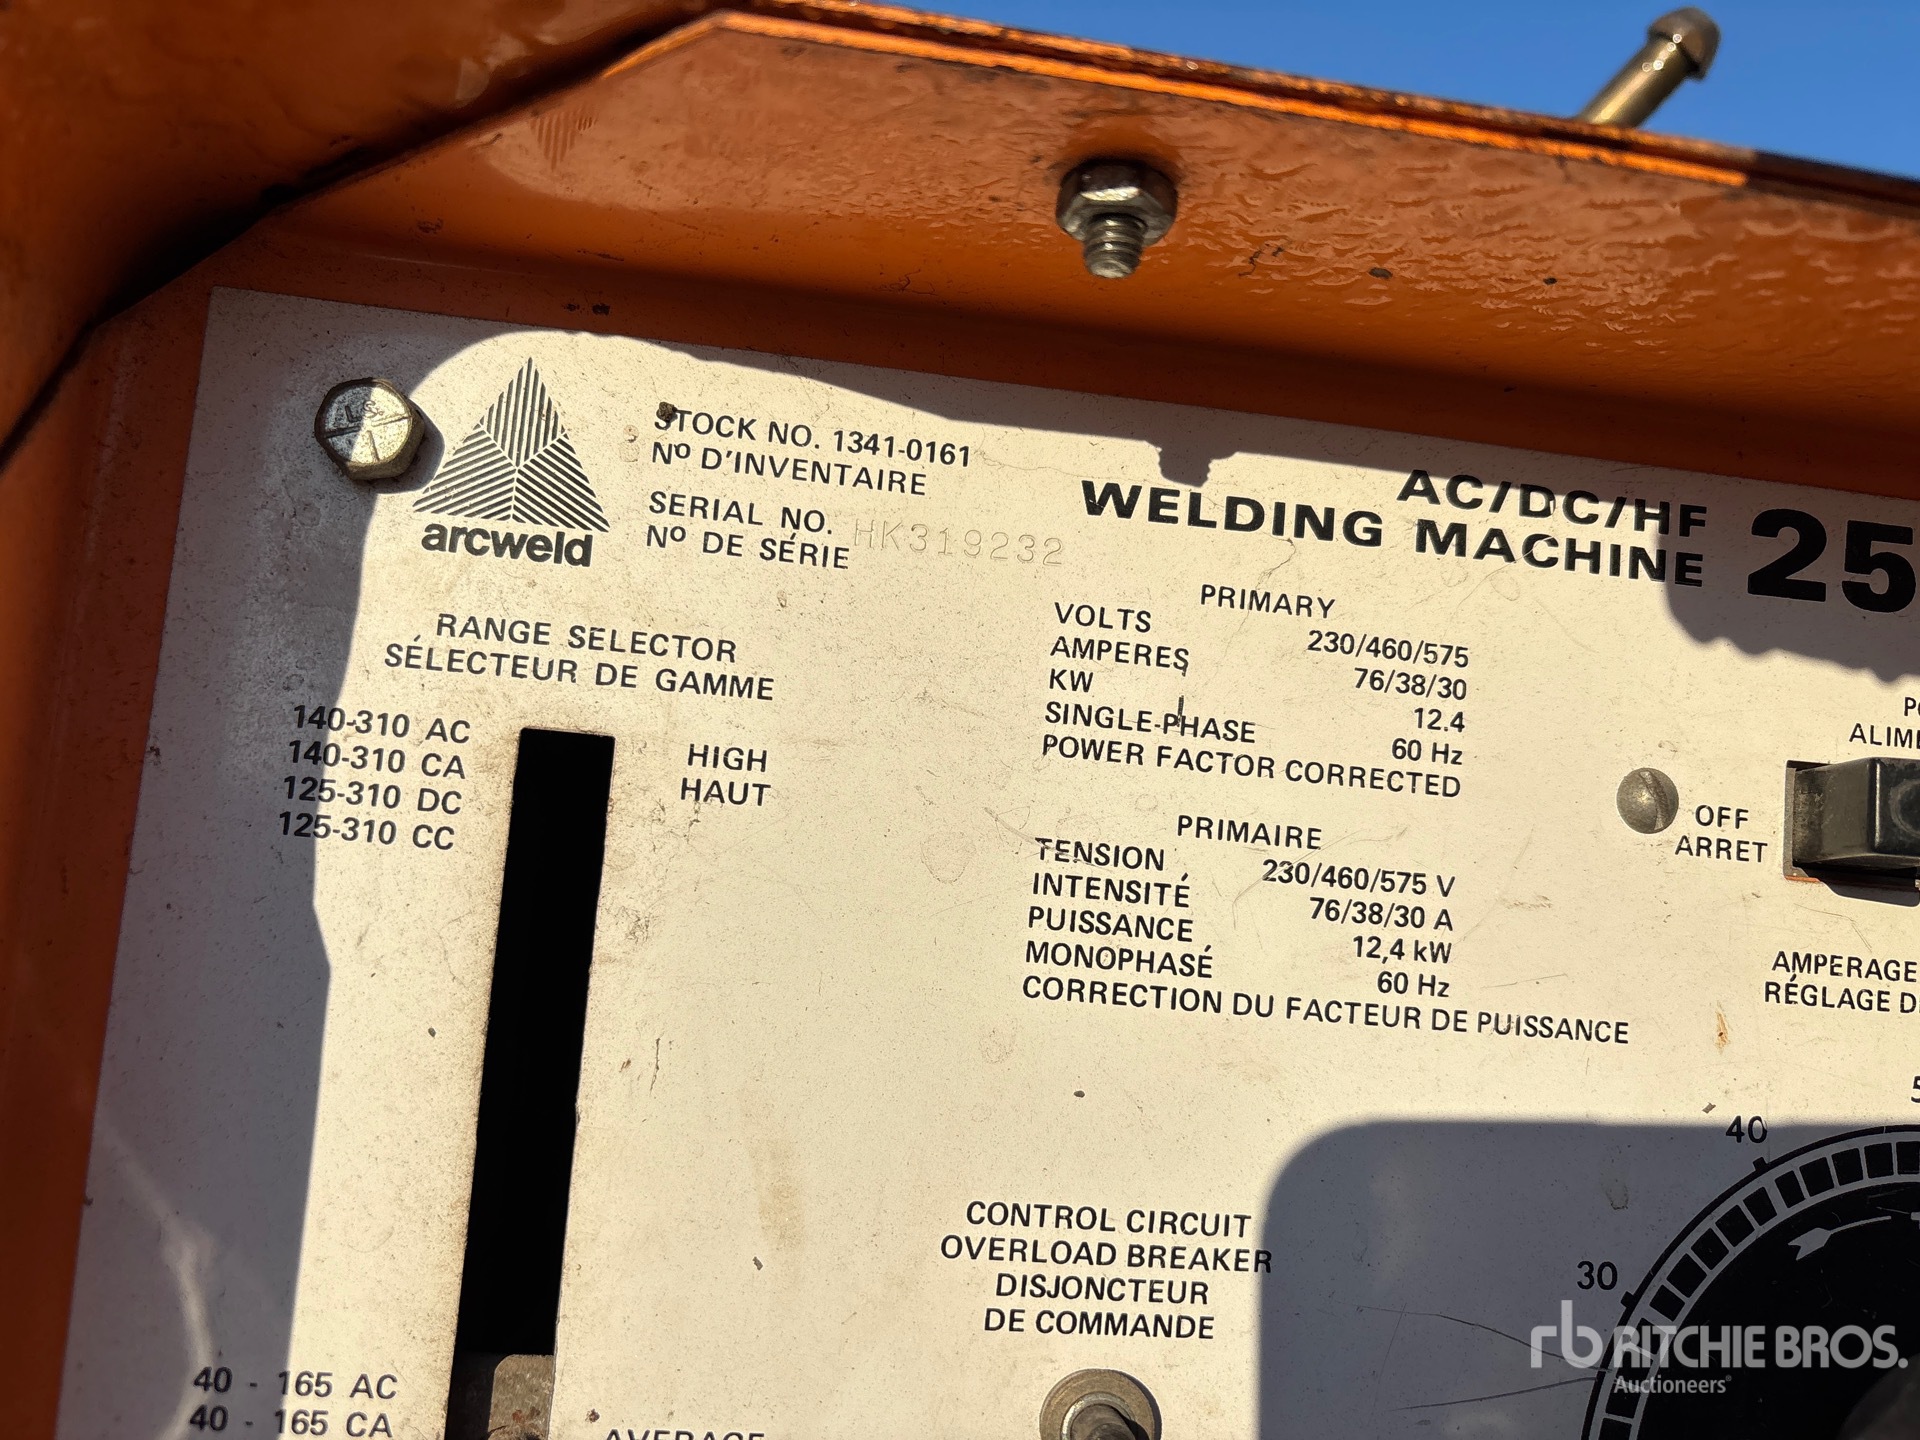 arcweld
STOCK NO. 1341-0161
Nº D'INVENTAIRE
SERIAL NO.
Nº DE SÉRIE HK319232
AC/DC/HF
WELDING MACHINE 25
RANGE SELECTOR
SÉLECTEUR DE GAMME
140-310 AC
140-310 CA
125-310 DC
125-310 CC
HIGH
HAUT
PRIMARY
VOLTS 230/460/575
AMPERES 76/38/30
KW 12.4
SINGLE-PHASE 60 Hz
POWER FACTOR CORRECTED
PRIMAIRE
TENSION 230/460/575 V
INTENSITÉ 76/38/30 A
PUISSANCE 12,4 kW
MONOPHASÉ 60 Hz
CORRECTION DU FACTEUR DE PUISSANCE
OFF
ARRET
AMPERAGE
RÉGLAGE
40
30
CONTROL CIRCUIT
OVERLOAD BREAKER
DISJONCTEUR
DE COMMANDE
40 - 165 AC
40 - 165 CA
AVERAGE
rb RITCHIE BROS.
Auctioneers